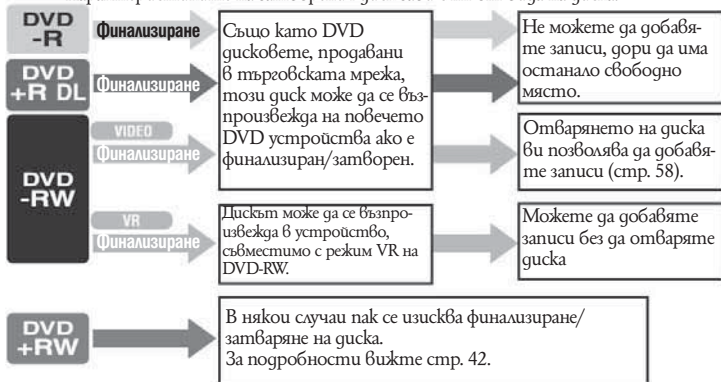 DVD
-R
Финализиране
Също като DVD
дисковете, продавани
в търговската мрежа,
този диск може да се въз-
произвежда на повечето
DVD устройства ако е
финализиран/затворен.
Не можете да добавя-
те записи, дори да има
останало свободно
място.
DVD
+R DL
Финализиране
DVD
-RW
VIDEO
Финализиране
Отварянето на диска
ви позволява да добавя-
те записи (стр. 58).
VR
Финализиране
Дискът може да се възпро-
извежда в устройство,
съвместимо с режим VR на
DVD-RW.
Можете да добавяте
записи без да отваряте
диска
DVD
+RW
В някои случаи пак се изисква финализиране/
затваряне на диска.
За подробности вижте стр. 42.